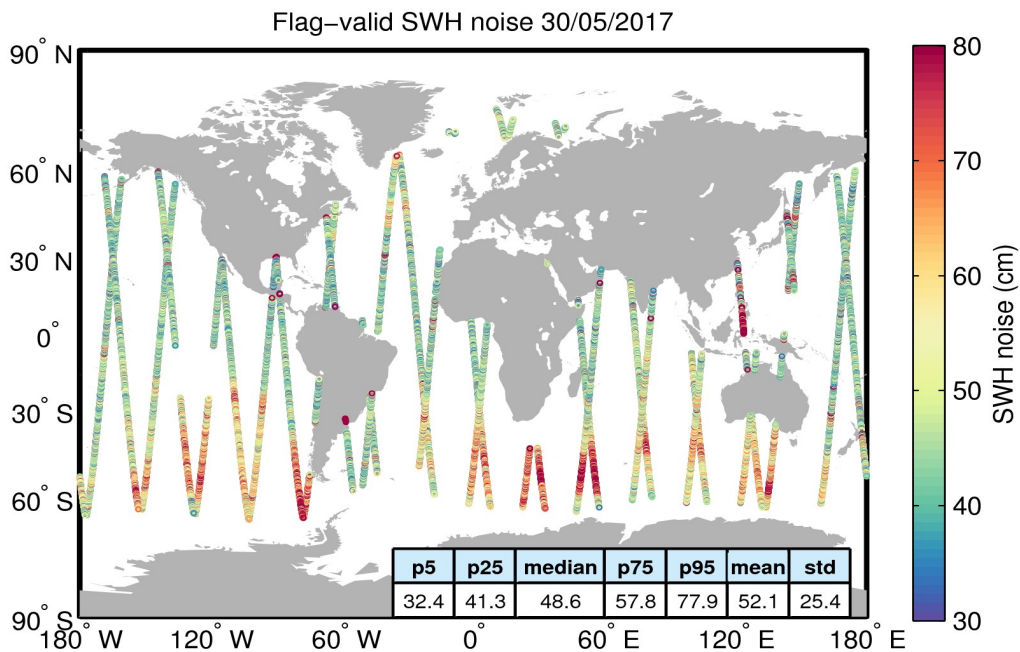 Flag−valid SWH noise 30/05/2017
90° N
60° N
30° N
0°
30° S
60° S
90° S
180° W
120° W
60° W
0°
60° E
120° E
180° E
p5 p25 median p75 p95 mean std
32.4 41.3 48.6 57.8 77.9 52.1 25.4
80
70
60
50
40
30
SWH noise (cm)